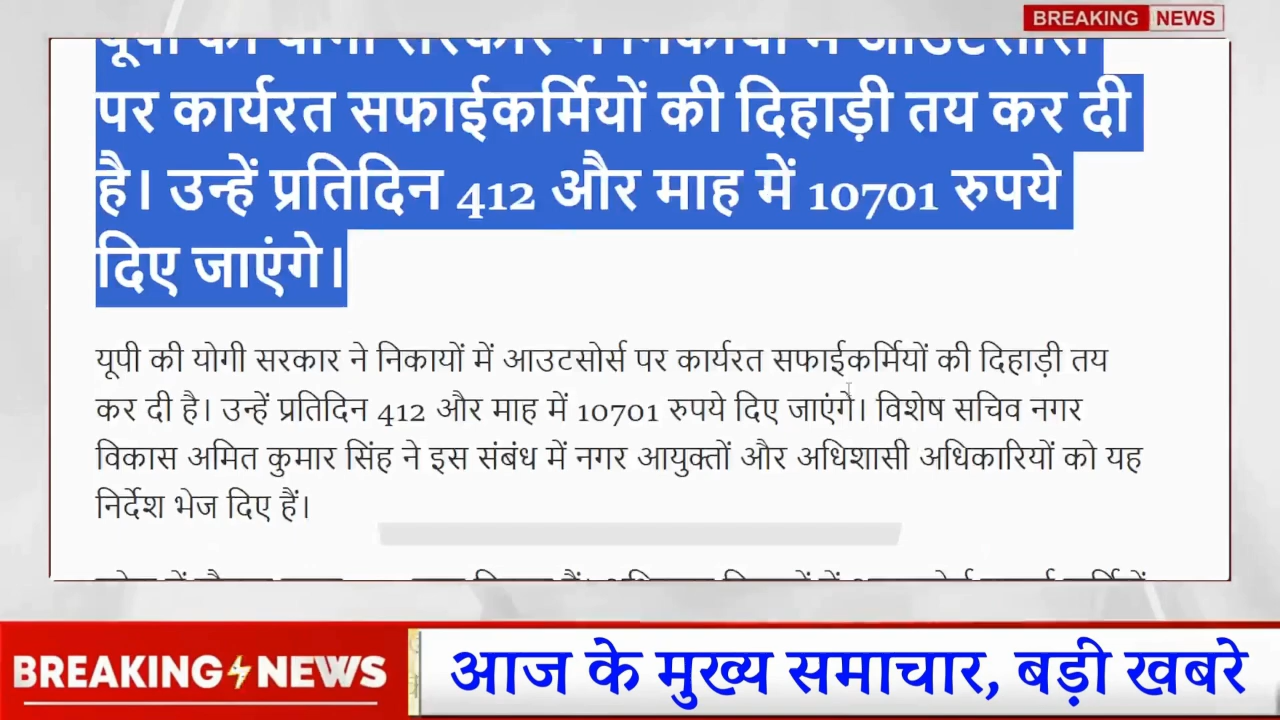 BREAKING NEWS
यूपी की योगी सरकार ने निकायों में आउटसोर्स
पर कार्यरत सफाईकर्मियों की दिहाड़ी तय कर दी
है। उन्हें प्रतिदिन 412 और माह में 10701 रुपये
दिए जाएंगे।
यूपी की योगी सरकार ने निकायों में आउटसोर्स पर कार्यरत सफाईकर्मियों की दिहाड़ी तय
कर दी है। उन्हें प्रतिदिन 412 और माह में 10701 रुपये दिए जाएंगे। विशेष सचिव नगर
विकास अमित कुमार सिंह ने इस संबंध में नगर आयुक्तों और अधिशासी अधिकारियों को यह
निर्देश भेज दिए हैं।
BREAKING NEWS
आज के मुख्य समाचार, बड़ी खबरे